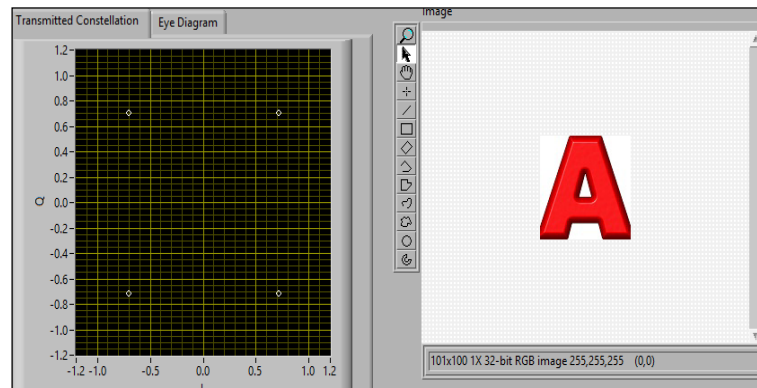 Transmitted Constellation
Eye Diagram
1.2
1.0
0.8
0.6
0.4
0.2
Q
0.0
-0.2
-0.4
-0.6
-0.8
-1.0
-1.2
-1.2 -1.0 -0.5 0.0 0.5 1.0 1.2
Image
A
101x100 1X 32-bit RGB image 255,255,255 (0,0)